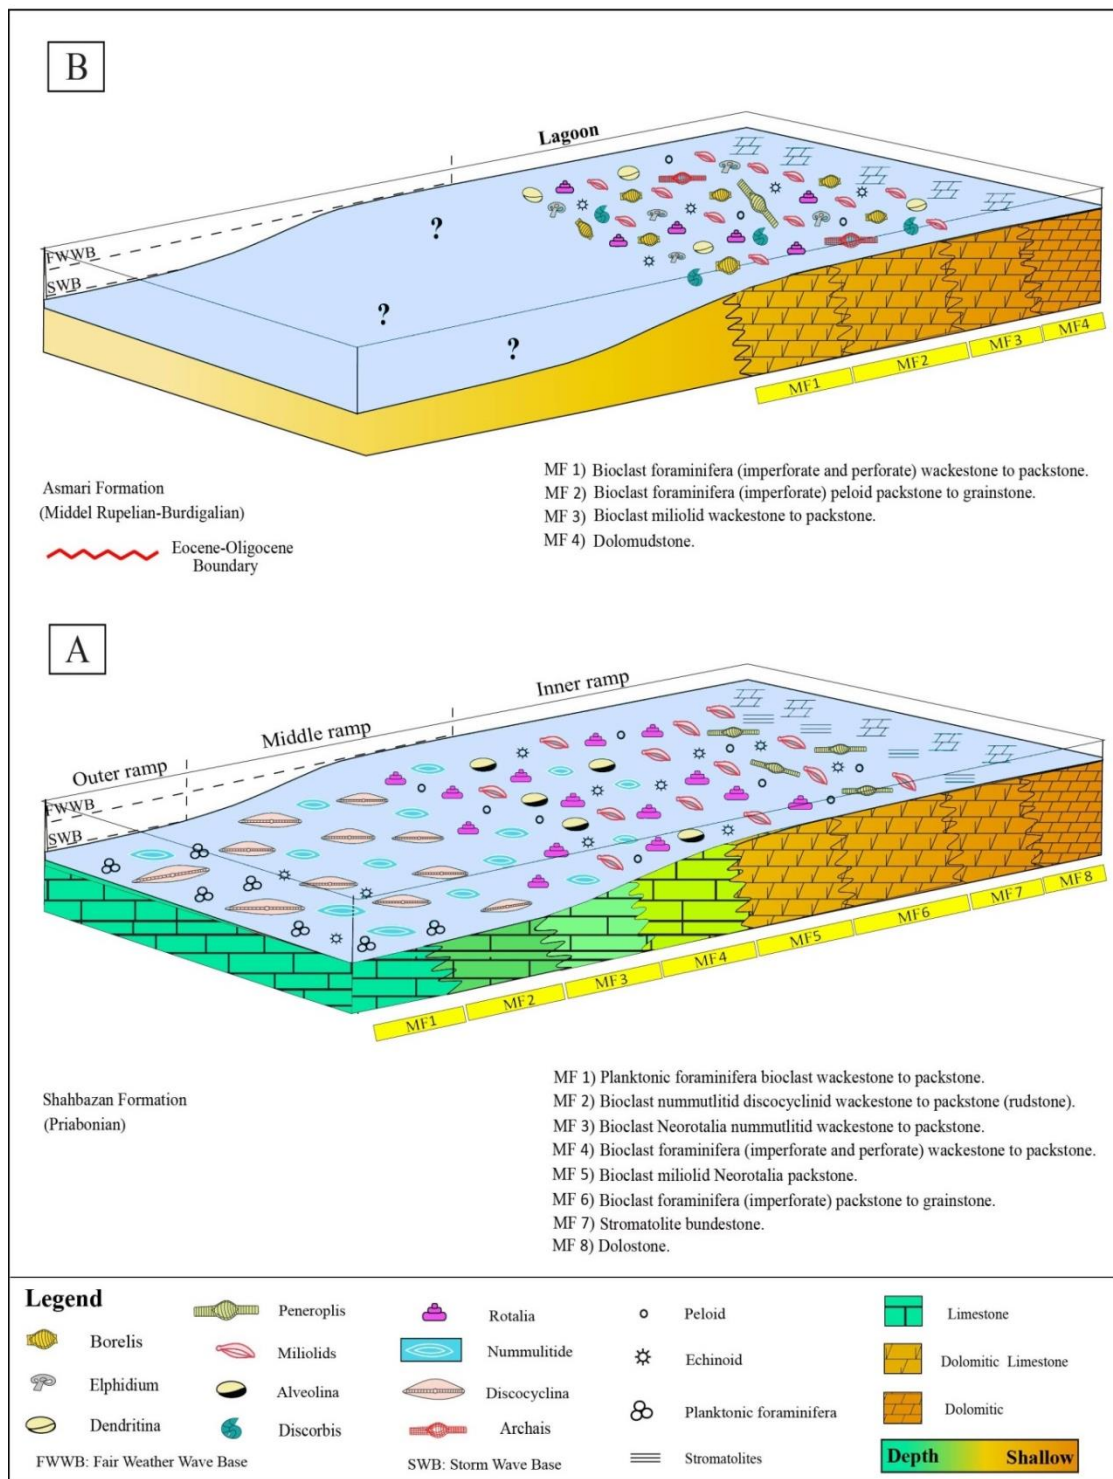 B
Lagoon
?
?
?
FWWB
SWB
MF1
MF2
MF3
MF4
Asmari Formation
(Middel Rupelian-Burdigalian)
Eocene-Oligocene
Boundary
MF 1) Bioclast foraminifera (imperforate and perforate) wackestone to packstone.
MF 2) Bioclast foraminifera (imperforate) peloid packstone to grainstone.
MF 3) Bioclast miliolid wackestone to packstone.
MF 4) Dolomudstone.
A
Inner ramp
Middle ramp
Outer ramp
FWWB
SWB
MF1
MF2
MF3
MF4
MF5
MF6
MF7
MF8
Shahbazan Formation
(Priabonian)
MF 1) Planktonic foraminifera bioclast wackestone to packstone.
MF 2) Bioclast nummutlitid discocyclinid wackestone to packstone (rudstone).
MF 3) Bioclast Neorotalia nummutlitid wackestone to packstone.
MF 4) Bioclast foraminifera (imperforate and perforate) wackestone to packstone.
MF 5) Bioclast miliolid Neorotalia packstone.
MF 6) Bioclast foraminifera (imperforate) packstone to grainstone.
MF 7) Stromatolite bundestone.
MF 8) Dolostone.
Legend
Borelis
Elphidium
Dendritina
Peneroplis
Miliolids
Alveolina
Discorbis
Rotalia
Nummulitide
Discocyclina
Archais
Peloid
Echinoid
Planktonic foraminifera
Stromatolites
Limestone
Dolomitic Limestone
Dolomitic
Depth Shallow
FWWB: Fair Weather Wave Base
SWB: Storm Wave Base